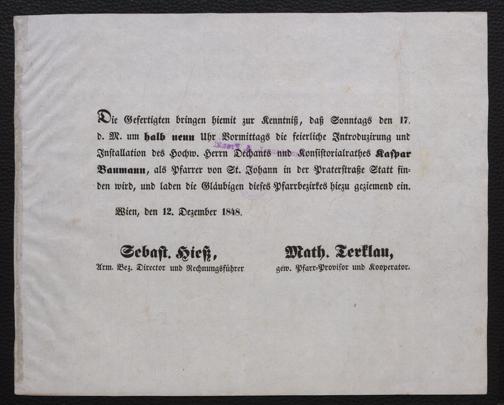 Die Gefertigten bringen hiemit zur Kenntniß, daß Sonntags den 17.
d. M. um halb neun Uhr Vormittags die feierliche Introduzirung und
Installation des Hochw. Herrn Dechants und Konsistorialrathes Kaspar
Baumann, als Pfarrer von St. Johann in der Praterstraße Statt fin-
den wird, und laden die Gläubigen dieses Pfarrbezirkes hiezu geziemend ein.
Wien, den 12. Dezember 1848.
Sebast. Hieß,
Arm. Bez. Director und Rechnungsführer
Math. Terklau,
gew. Pfarr-Provisor und Kooperator.